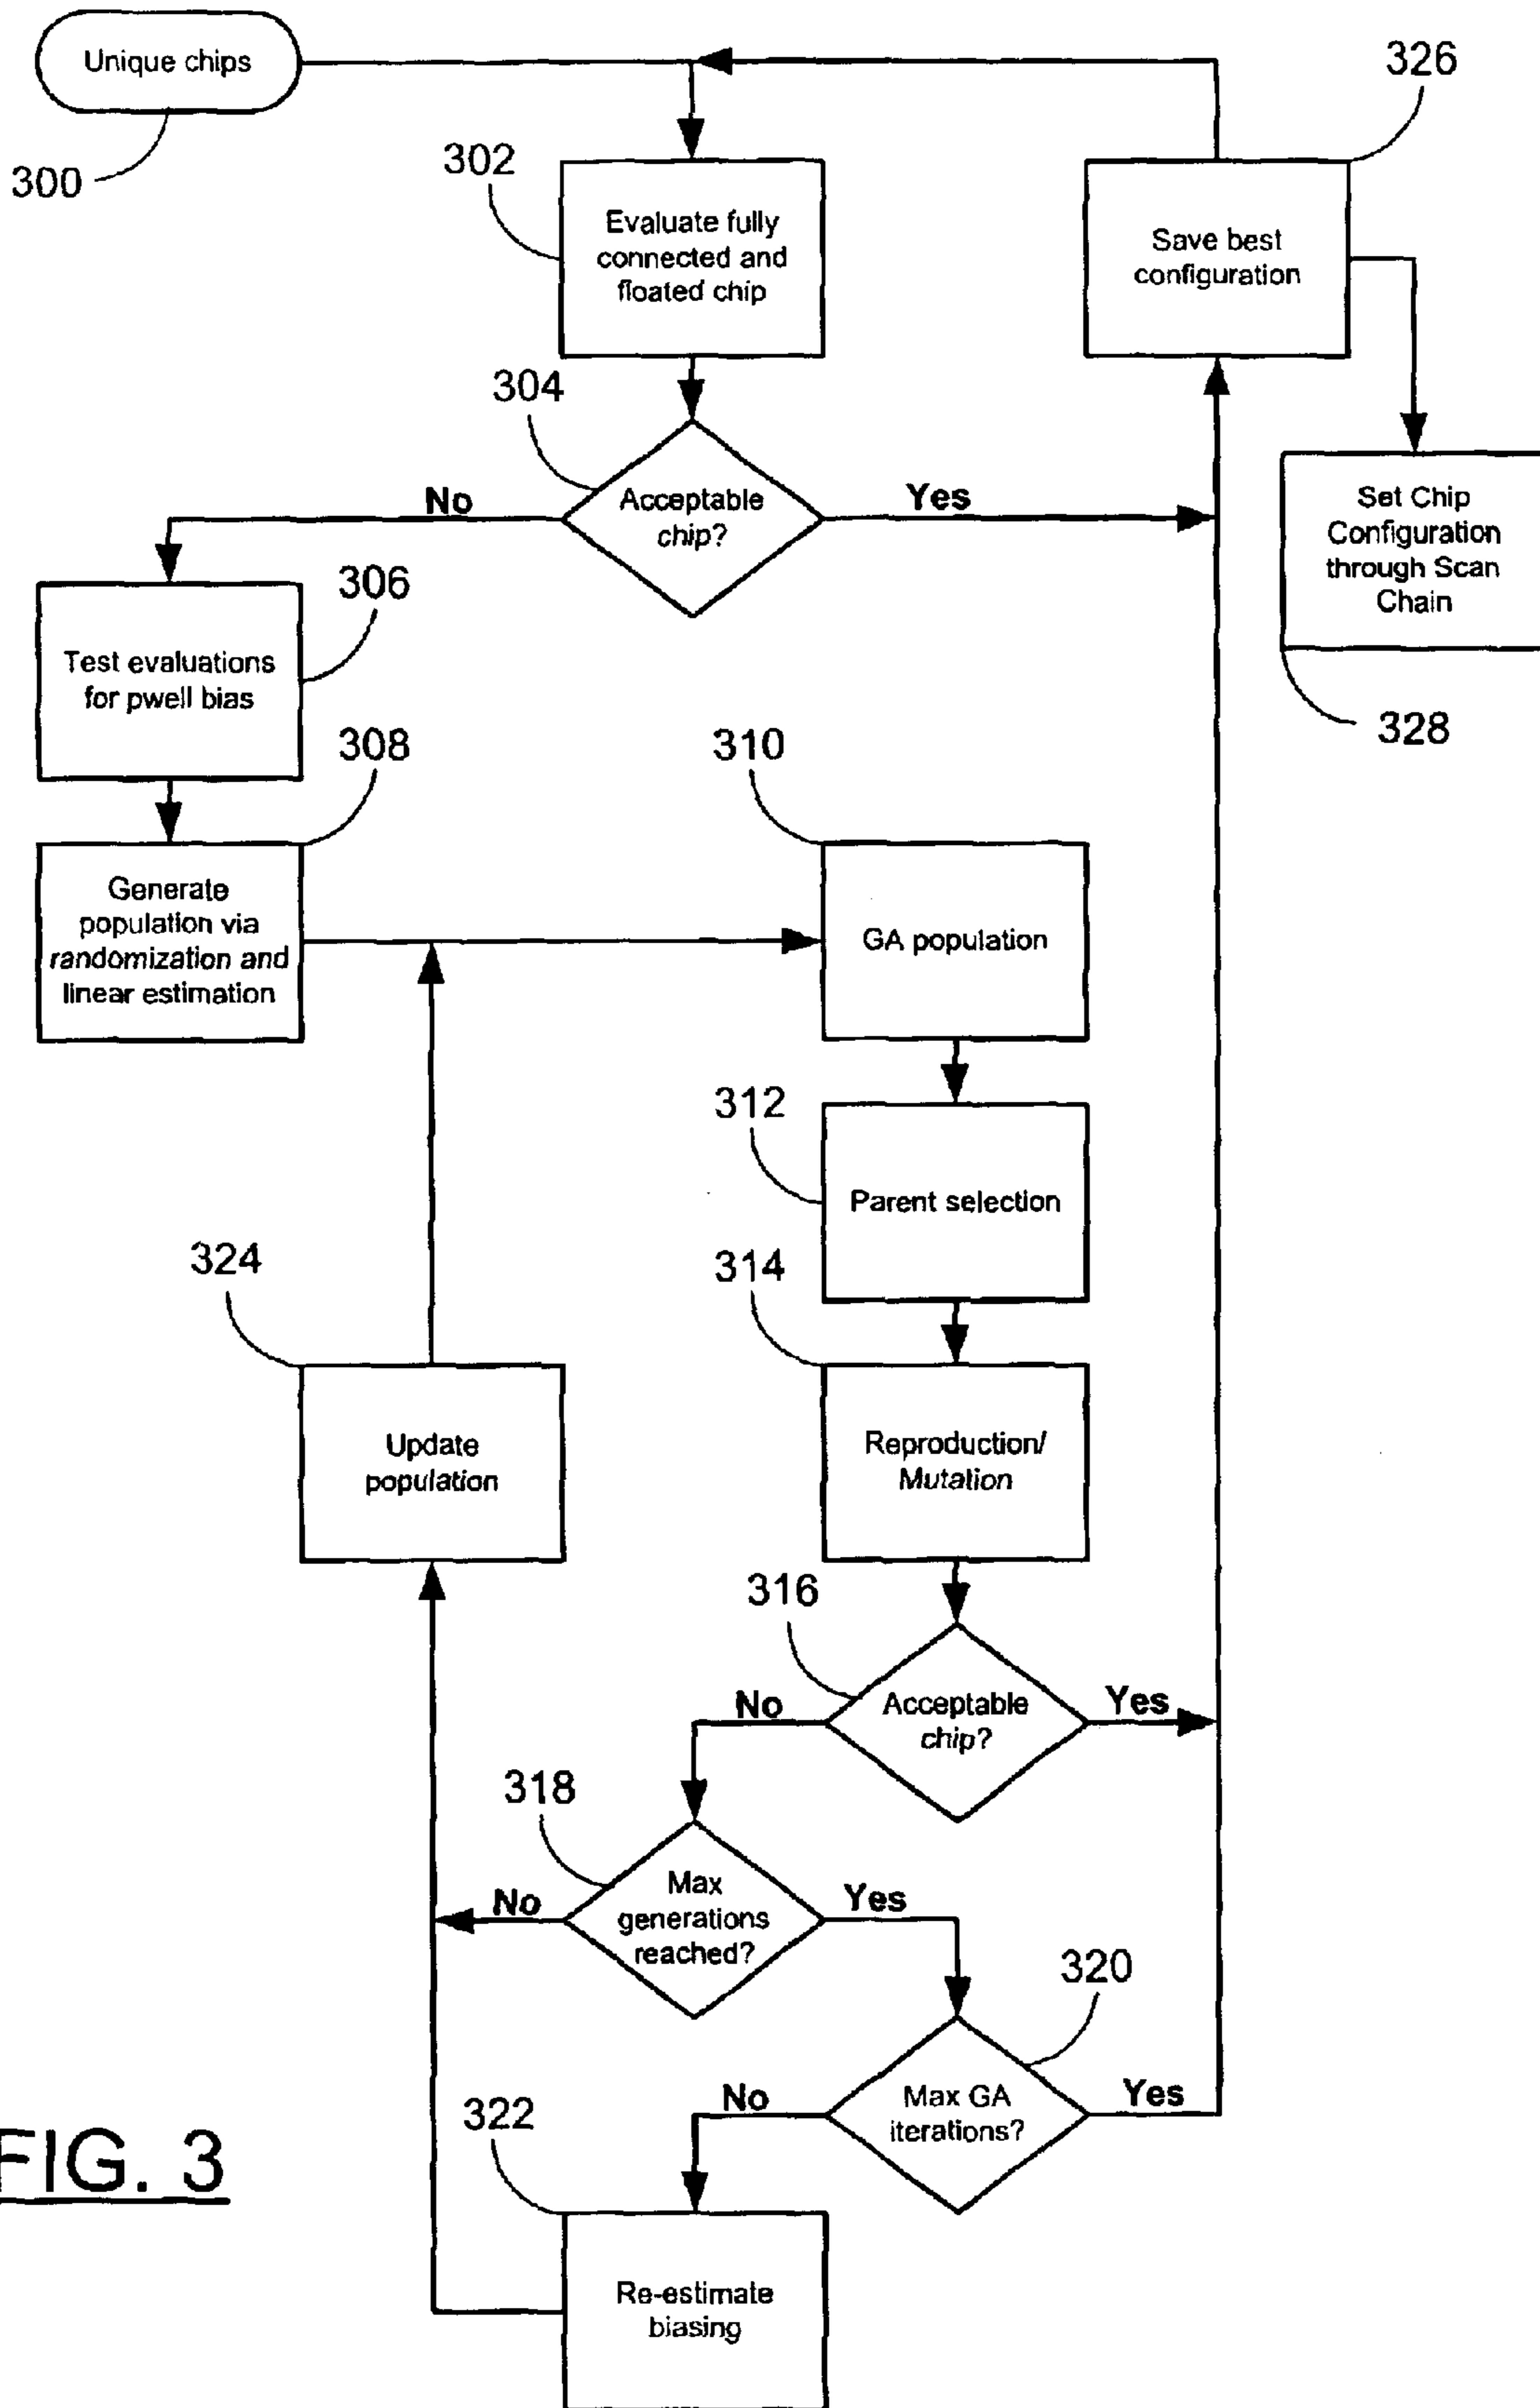 Unique chips
300
302
Evaluate fully
connected and
floated chip
326
Save best
configuration
304
Acceptable
chip?
No
Yes
Set Chip
Configuration
through Scan
Chain
328
306
Test evaluations
for pwell bias
308
Generate
population via
randomization and
linear estimation
310
GA population
312
Parent selection
314
Reproduction/
Mutation
324
Update
population
316
Acceptable
chip?
No
Yes
318
Max
generations
reached?
No
Yes
320
Max GA
iterations?
No
Yes
322
Re-estimate
biasing
FIG. 3